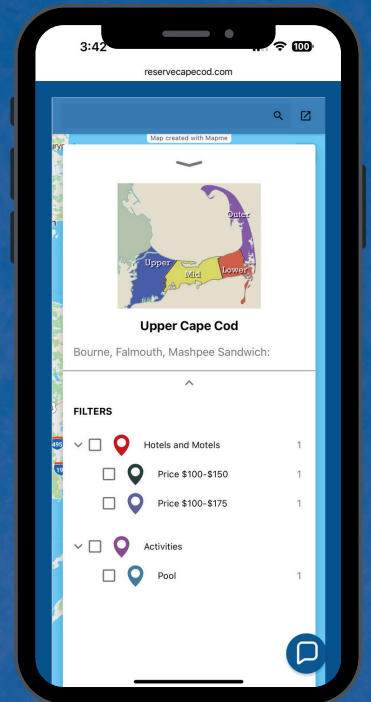 3:42
100
reservecapecod.com
Map created with Mapme
Outer
Upper
Mid
Lower
Upper Cape Cod
Bourne, Falmouth, Mashpee Sandwich:
FILTERS
495
Hotels and Motels 1
Price $100-$150 1
Price $100-$175 1
Activities
Pool 1